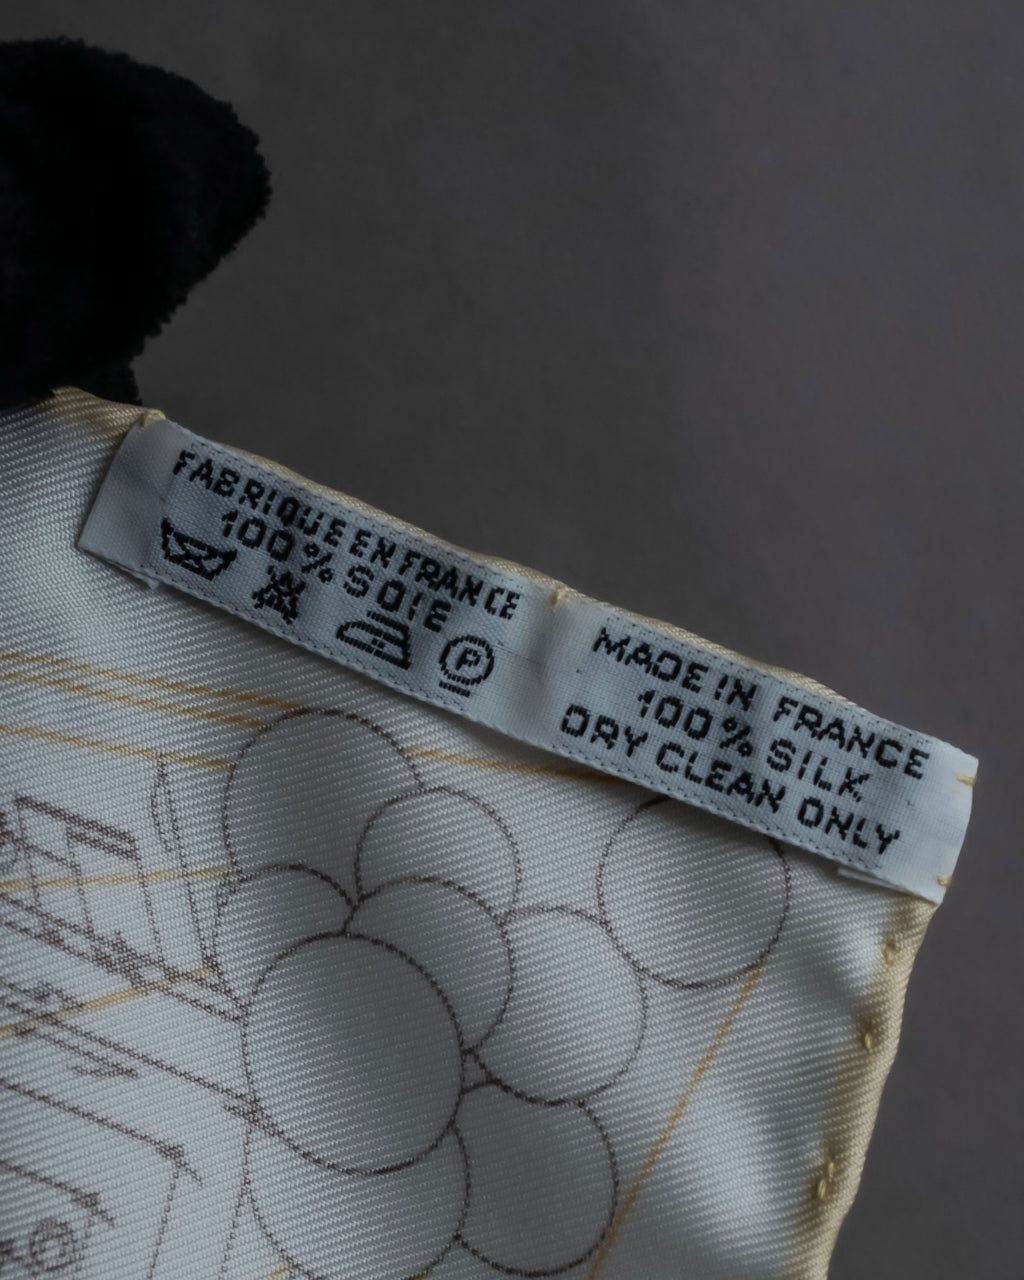 FABRIQUE EN FRANCE
100% SOIE
P
MADE IN FRANCE
100% SILK
DRY CLEAN ONLY